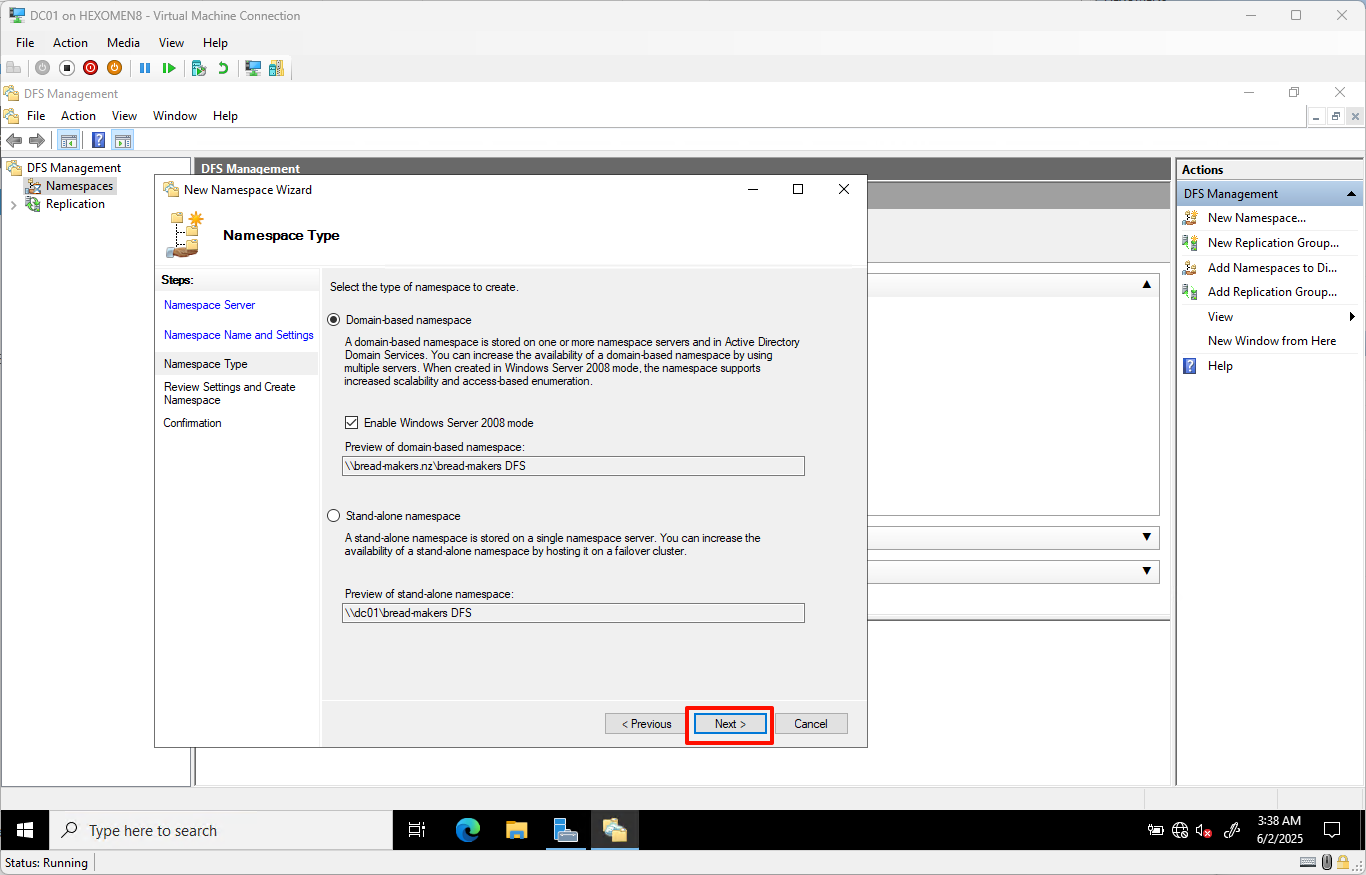 DC01 on HEXOMEN8 - Virtual Machine Connection
File Action Media View Help
DFS Management
File Action View Window Help
DFS Management
Namespaces
Replication
DFS Management
New Namespace Wizard
Namespace Type
Steps:
Namespace Server
Namespace Name and Settings
Namespace Type
Review Settings and Create
Namespace
Confirmation
Select the type of namespace to create.
Domain-based namespace
A domain-based namespace is stored on one or more namespace servers and in Active Directory
Domain Services. You can increase the availability of a domain-based namespace by using
multiple servers. When created in Windows Server 2008 mode, the namespace supports
increased scalability and access-based enumeration.
Enable Windows Server 2008 mode
Preview of domain-based namespace:
\\bread-makers.nz\bread-makers DFS
Stand-alone namespace
A stand-alone namespace is stored on a single namespace server. You can increase the
availability of a stand-alone namespace by hosting it on a failover cluster.
Preview of stand-alone namespace:
\\dc01\bread-makers DFS
< Previous Next > Cancel
Actions
DFS Management
New Namespace...
New Replication Group...
Add Namespaces to Di...
Add Replication Group...
View
New Window from Here
Help
Type here to search
3:38 AM
6/2/2025
Status: Running